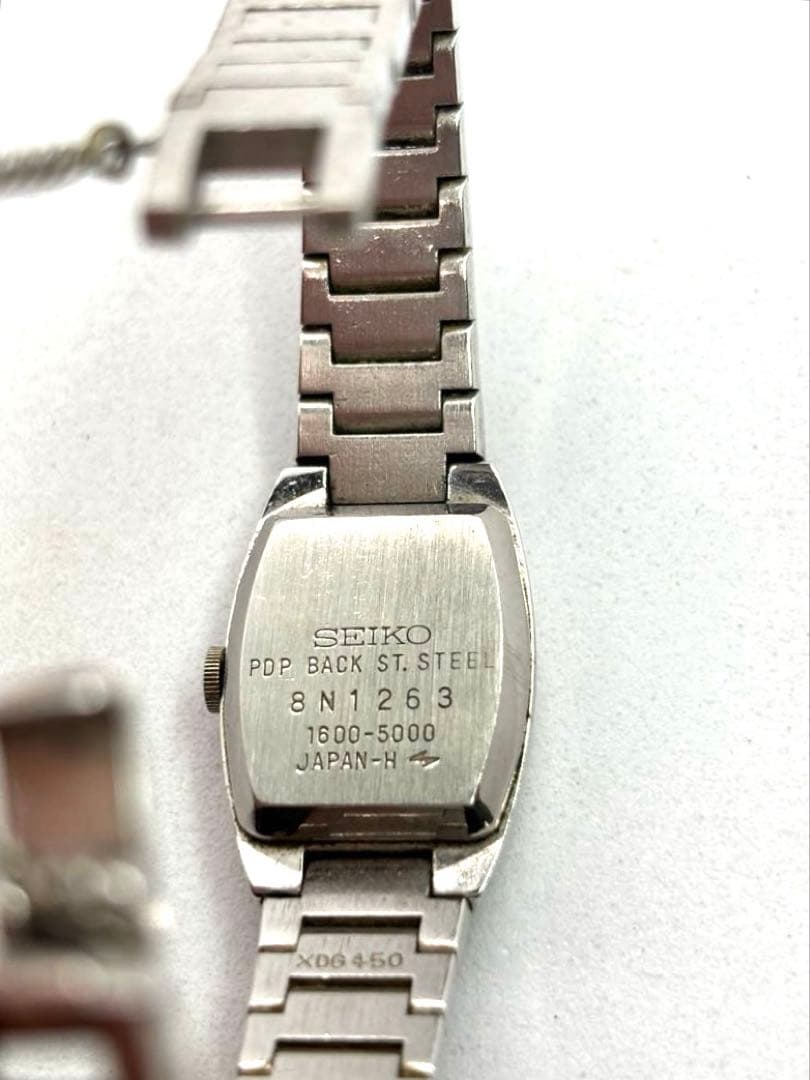 SEIKO
PDP BACK ST. STEEL
8N1263
1600-5000
JAPAN-H
XDG450